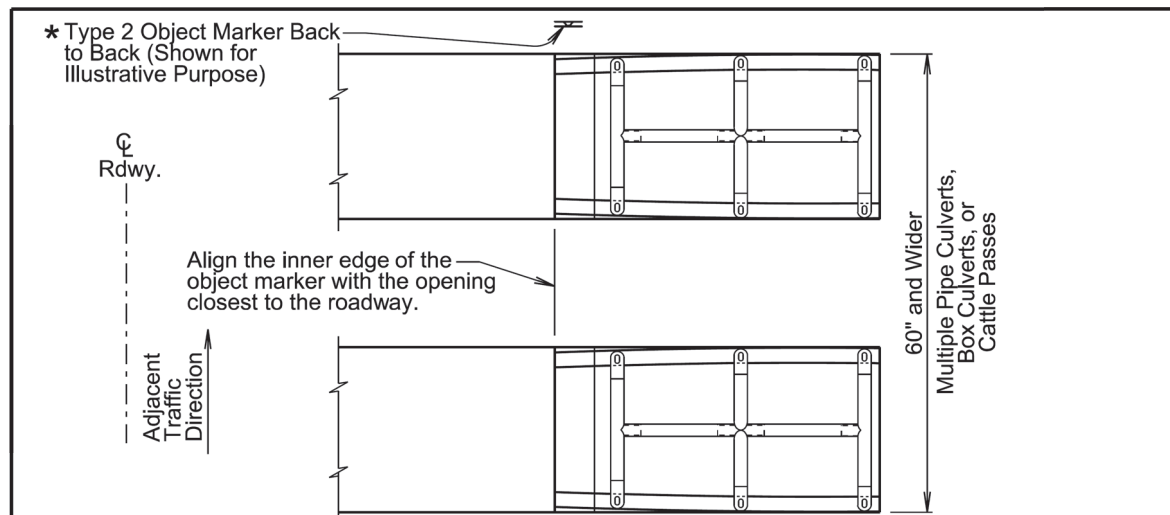 * Type 2 Object Marker Back
to Back (Shown for
Illustrative Purpose)
℄
Rdwy.
Align the inner edge of the
object marker with the opening
closest to the roadway.
Adjacent
Traffic
Direction
60" and Wider
Multiple Pipe Culverts,
Box Culverts, or
Cattle Passes